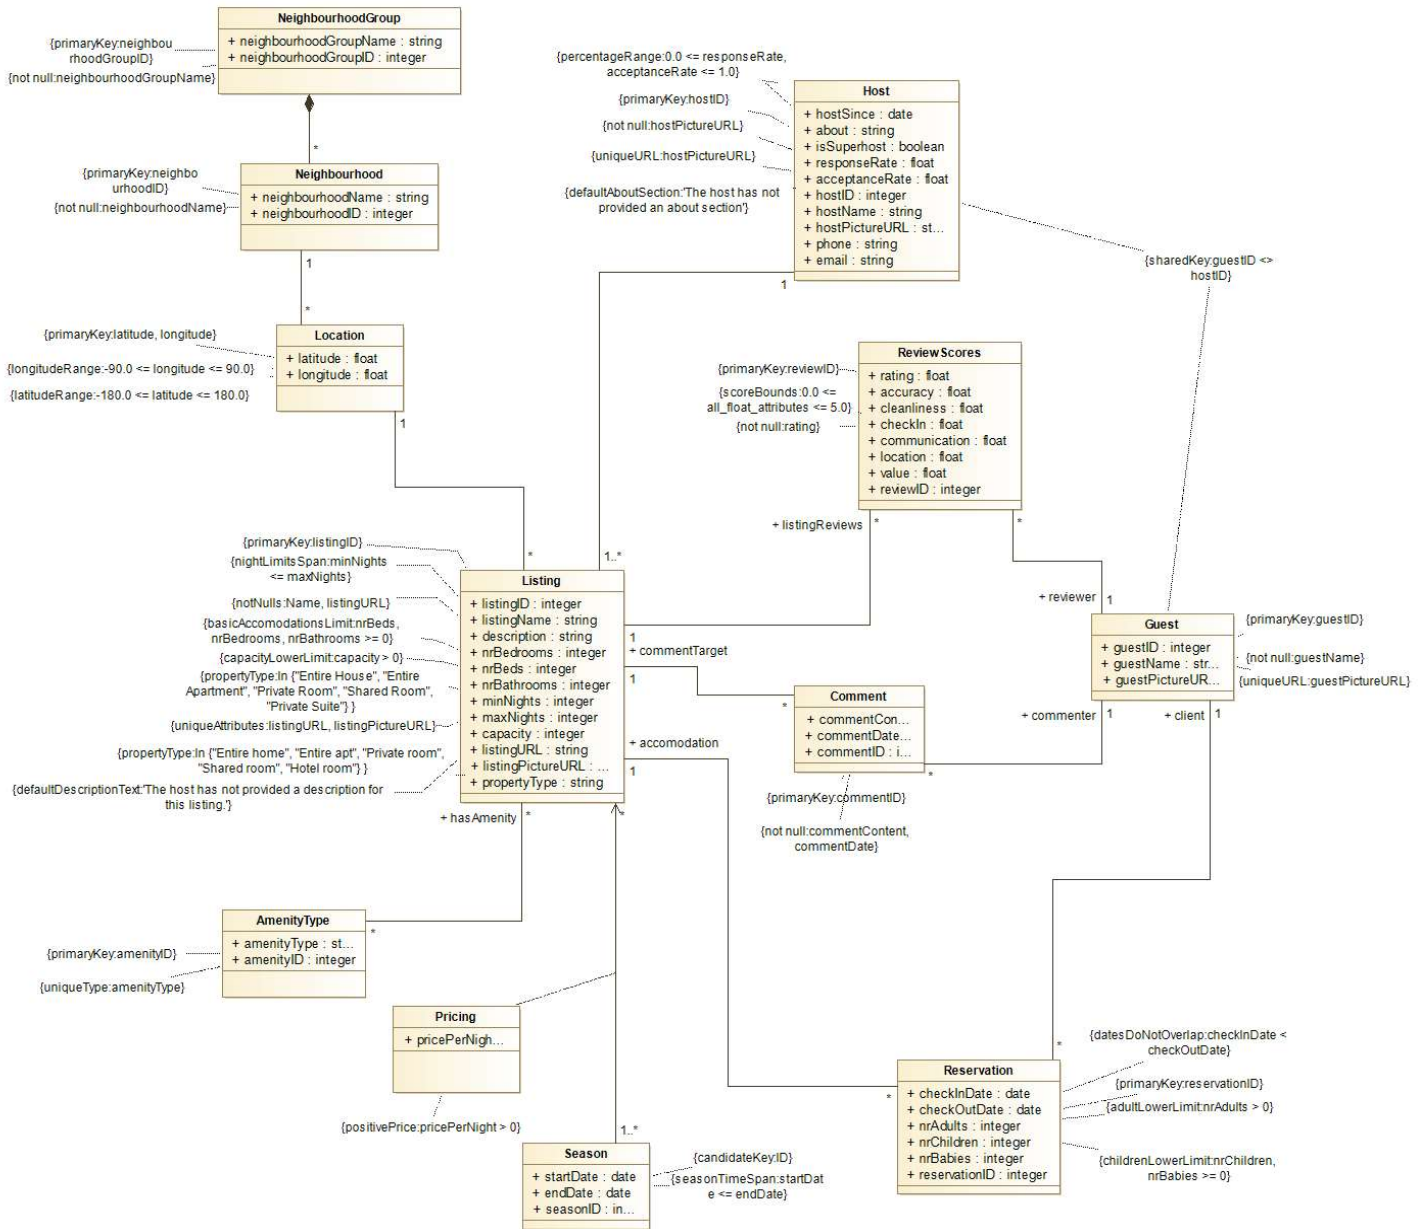 NeighbourhoodGroup
+ neighbourhoodGroupName : string
+ neighbourhoodGroupID : integer
{primaryKey:neighbou
rhoodGroupID}
{not null:neighbourhoodGroupName}
*
Neighbourhood
+ neighbourhoodName : string
+ neighbourhoodID : integer
{primaryKey:neighbo
urhoodID}
{not null:neighbourhoodName}
1
*
Location
+ latitude : float
+ longitude : float
{primaryKey:latitude, longitude}
{longitudeRange:-90.0 <= longitude <= 90.0}
{latitudeRange:-180.0 <= latitude <= 180.0}
1
*
{percentageRange:0.0 <= responseRate,
acceptanceRate <= 1.0}
{primaryKey:hostID}
{not null:hostPictureURL}
{uniqueURL:hostPictureURL}
{defaultAboutSection:'The host has not
provided an about section'}
Host
+ hostSince : date
+ about : string
+ isSuperhost : boolean
+ responseRate : float
+ acceptanceRate : float
+ hostID : integer
+ hostName : string
+ hostPictureURL : st...
+ phone : string
+ email : string
1
1..*
{sharedKey:guestID <>
hostID}
ReviewScores
+ rating : float
+ accuracy : float
+ cleanliness : float
+ checkIn : float
+ communication : float
+ location : float
+ value : float
+ reviewID : integer
{primaryKey:reviewID}
{scoreBounds:0.0 <=
all_float_attributes <= 5.0}
{not null:rating}
+ listingReviews
*
*
+ reviewer
1
Guest
+ guestID : integer
+ guestName : str...
+ guestPictureUR...
{primaryKey:guestID}
{not null:guestName}
{uniqueURL:guestPictureURL}
+ commenter
1
+ client
1
{primaryKey:listingID}
{nightLimitsSpan:minNights
<= maxNights}
{notNulls:Name, listingURL}
{basicAccomodationsLimit:nrBeds,
nrBedrooms, nrBathrooms >= 0}
{capacityLowerLimit:capacity > 0}
{propertyType:In {"Entire House", "Entire
Apartment", "Private Room", "Shared Room",
"Private Suite"} }
{uniqueAttributes:listingURL, listingPictureURL}
{propertyType:In {"Entire home", "Entire apt", "Private room",
"Shared room", "Hotel room"} }
{defaultDescriptionText:'The host has not provided a description for
this listing.'}
Listing
+ listingID : integer
+ listingName : string
+ description : string
+ nrBedrooms : integer
+ nrBeds : integer
+ nrBathrooms : integer
+ minNights : integer
+ maxNights : integer
+ capacity : integer
+ listingURL : string
+ listingPictureURL : ...
+ propertyType : string
1
+ commentTarget
1
+ accomodation
1
*
Comment
+ commentCon...
+ commentDate...
+ commentID : i...
*
{primaryKey:commentID}
{not null:commentContent,
commentDate}
+ hasAmenity
*
*
AmenityType
+ amenityType : st...
+ amenityID : integer
*
{primaryKey:amenityID}
{uniqueType:amenityType}
Pricing
+ pricePerNigh...
{positivePrice:pricePerNight > 0}
1..*
Season
+ startDate : date
+ endDate : date
+ seasonID : in...
{candidateKey:ID}
{seasonTimeSpan:startDat
e <= endDate}
*
*
Reservation
+ checkInDate : date
+ checkOutDate : date
+ nrAdults : integer
+ nrChildren : integer
+ nrBabies : integer
+ reservationID : integer
{datesDoNotOverlap:checkInDate <
checkOutDate}
{primaryKey:reservationID}
{adultLowerLimit:nrAdults > 0}
{childrenLowerLimit:nrChildren,
nrBabies >= 0}